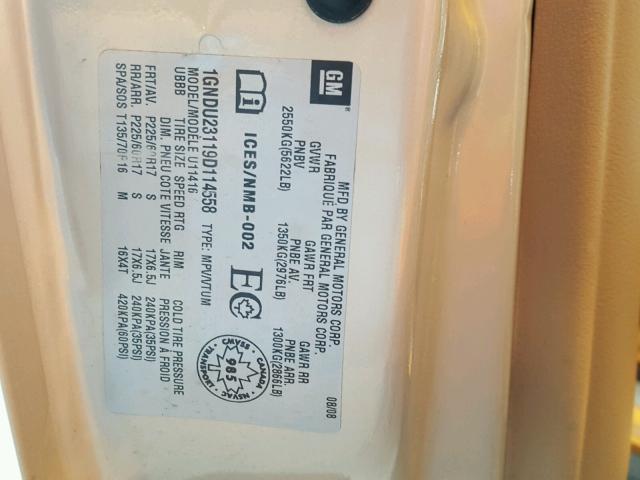 GM
MFD BY GENERAL MOTORS CORP. 08/08
FABRIQUE PAR GENERAL MOTORS CORP.
GVWR GAWR FRT GAWR RR
PNBV PNBE AV. PNBE ARR.
2550KG(5622LB) 1350KG(2976LB) 1300KG(2866LB)
ICES/NMB-002 EC
CANADA CMVSS 985 NSVAC TRANSPORT
1GNDU23119D114558 TYPE: MPV/VTUM
MODEL/MODELE U11416
UBBB TIRE SIZE SPEED RTG RIM COLD TIRE PRESSURE
DIM. PNEU COTE VITESSE JANTE PRESSION À FROID
FRT/AV. P225/60R17 S 17X6.5J 240KPA(35PSI)
RR/ARR. P225/60R17 S 17X6.5J 240KPA(35PSI)
SPA/SOS T135/70R16 M 16X4T 420KPA(60PSI)